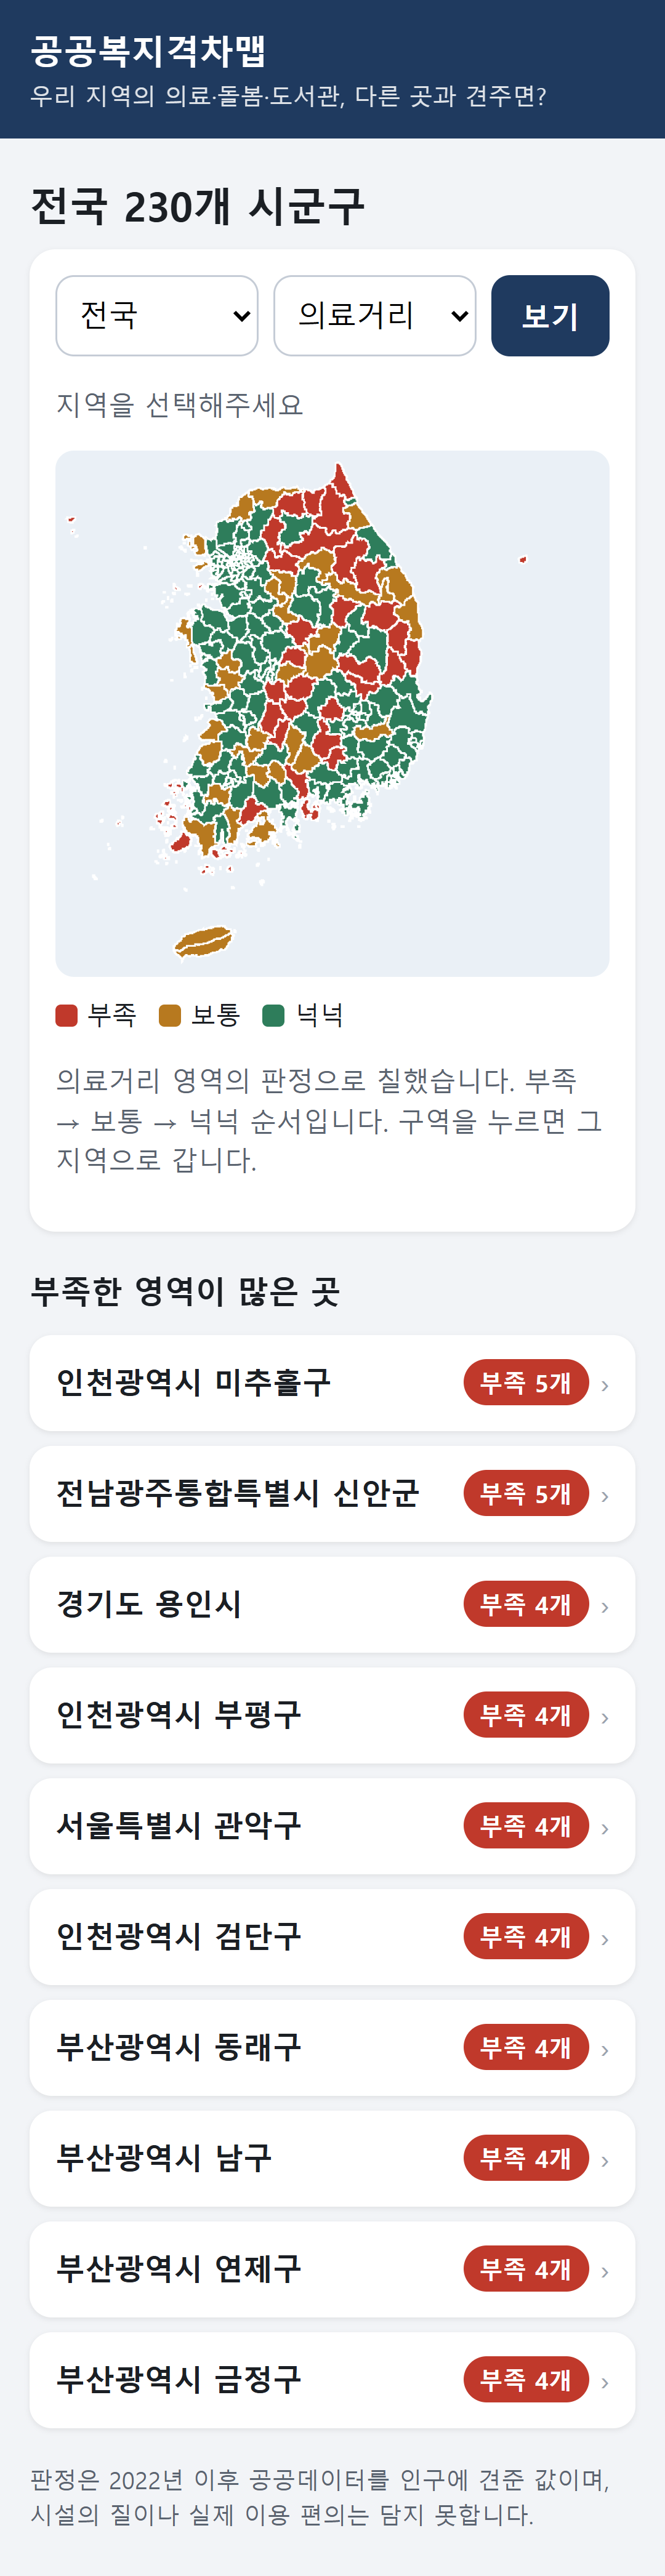 공공복지격차맵
우리 지역의 의료·돌봄·도서관, 다른 곳과 견주면?
전국 230개 시군구
전국
의료거리
보기
지역을 선택해주세요
부족
보통
넉넉
의료거리 영역의 판정으로 칠했습니다. 부족
→ 보통 → 넉넉 순서입니다. 구역을 누르면 그
지역으로 갑니다.
부족한 영역이 많은 곳
인천광역시 미추홀구 부족 5개 ›
전남광주통합특별시 신안군 부족 5개 ›
경기도 용인시 부족 4개 ›
인천광역시 부평구 부족 4개 ›
서울특별시 관악구 부족 4개 ›
인천광역시 검단구 부족 4개 ›
부산광역시 동래구 부족 4개 ›
부산광역시 남구 부족 4개 ›
부산광역시 연제구 부족 4개 ›
부산광역시 금정구 부족 4개 ›
판정은 2022년 이후 공공데이터를 인구에 견준 값이며,
시설의 질이나 실제 이용 편의는 담지 못합니다.